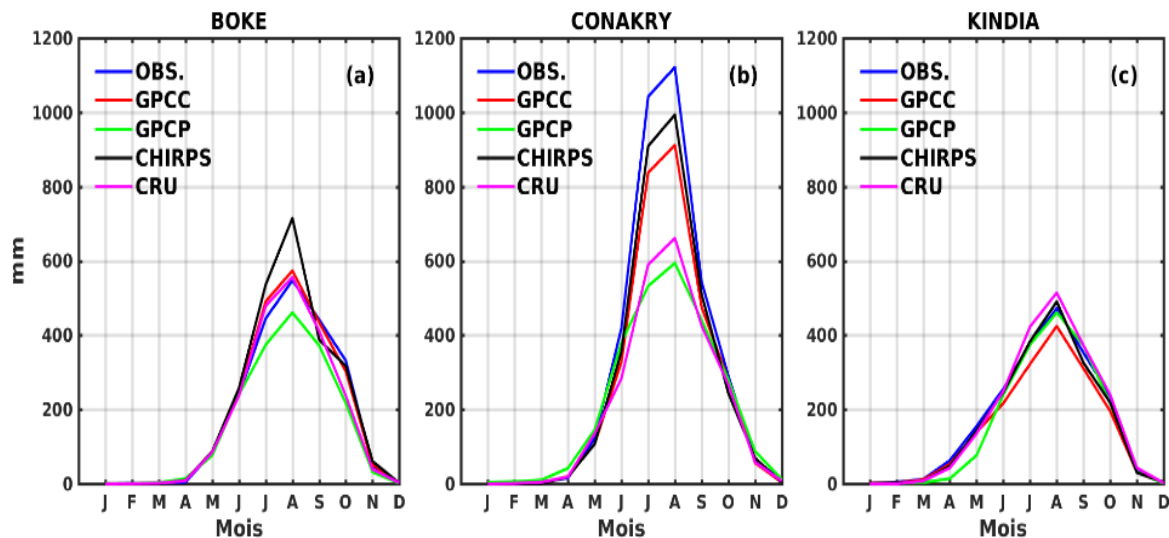 BOKE
1200
1000
800
600
400
200
0
mm
OBS.
GPCC
GPCP
CHIRPS
CRU
(a)
J F M A M J J A S O N D
Mois
CONAKRY
1200
1000
800
600
400
200
0
OBS.
GPCC
GPCP
CHIRPS
CRU
(b)
J F M A M J J A S O N D
Mois
KINDIA
1200
1000
800
600
400
200
0
OBS.
GPCC
GPCP
CHIRPS
CRU
(c)
J F M A M J J A S O N D
Mois